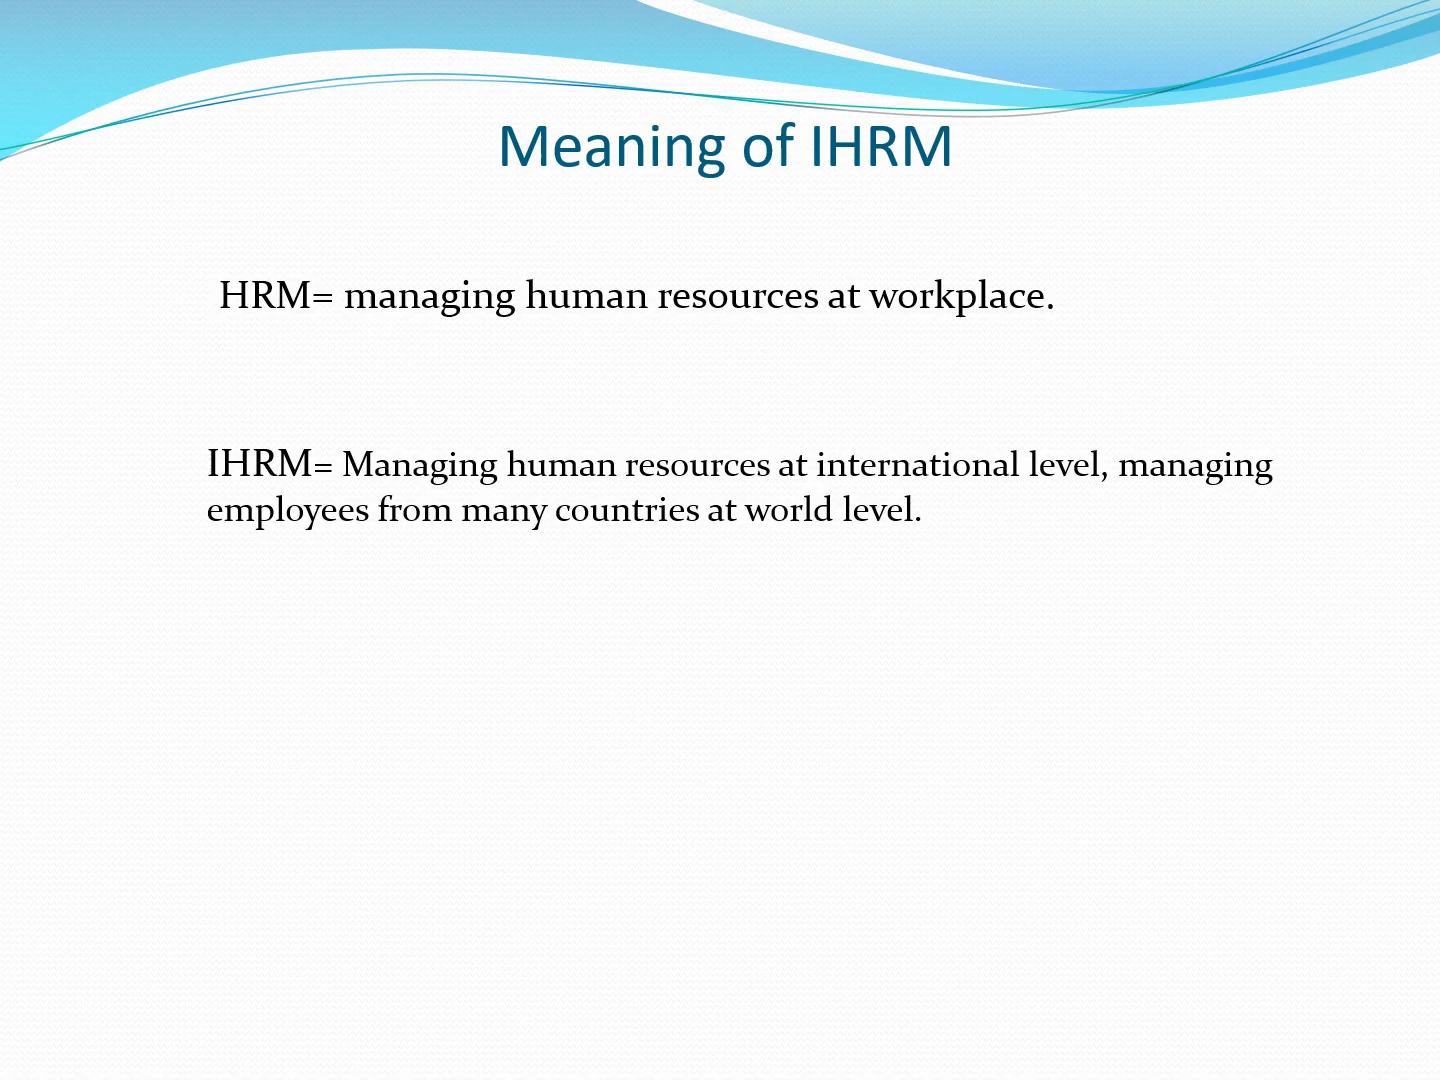 Meaning of IHRM
HRM= managing human resources at workplace.
IHRM= Managing human resources at international level, managing
employees from many countries at world level.